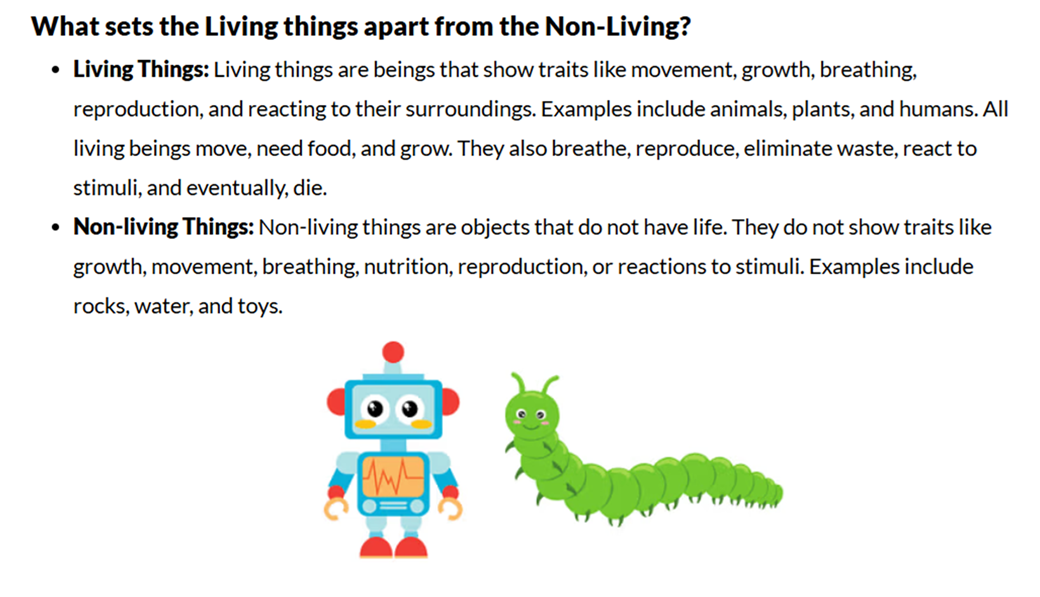 What sets the Living things apart from the Non-Living?
• Living Things: Living things are beings that show traits like movement, growth, breathing,
reproduction, and reacting to their surroundings. Examples include animals, plants, and humans. All
living beings move, need food, and grow. They also breathe, reproduce, eliminate waste, react to
stimuli, and eventually, die.
• Non-living Things: Non-living things are objects that do not have life. They do not show traits like
growth, movement, breathing, nutrition, reproduction, or reactions to stimuli. Examples include
rocks, water, and toys.